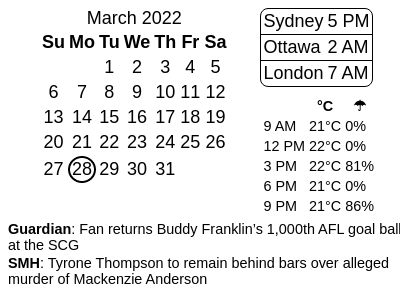 March 2022
Su Mo Tu We Th Fr Sa
1 2 3 4 5
6 7 8 9 10 11 12
13 14 15 16 17 18 19
20 21 22 23 24 25 26
27 28 29 30 31
Sydney 5 PM
Ottawa 2 AM
London 7 AM
°C ☂
9 AM 21°C 0%
12 PM 22°C 0%
3 PM 22°C 81%
6 PM 21°C 0%
9 PM 21°C 86%
Guardian: Fan returns Buddy Franklin's 1,000th AFL goal ball
at the SCG
SMH: Tyrone Thompson to remain behind bars over alleged
murder of Mackenzie Anderson